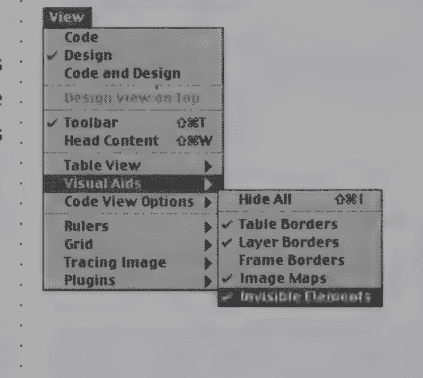 View
Code
✓ Design
Code and Design
Design view on Top
✓ Toolbar ⇧⌘T
Head Content ⇧⌘W
Table View ▶
Visual Aids ▶
Code View Options ▶
Rulers ▶
Grid ▶
Tracing Image ▶
Plugins ▶
Hide All ⇧⌘I
✓ Table Borders
✓ Layer Borders
Frame Borders
✓ Image Maps
✓ Invisible Elements